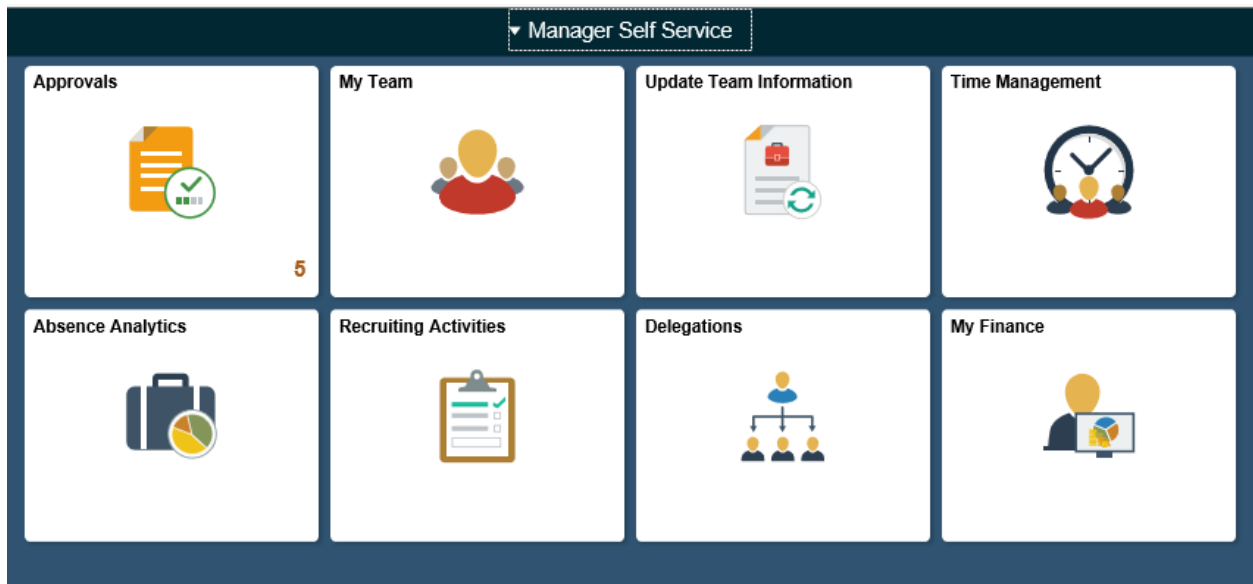 Manager Self Service
Approvals
5
My Team
Update Team Information
Time Management
Absence Analytics
Recruiting Activities
Delegations
My Finance